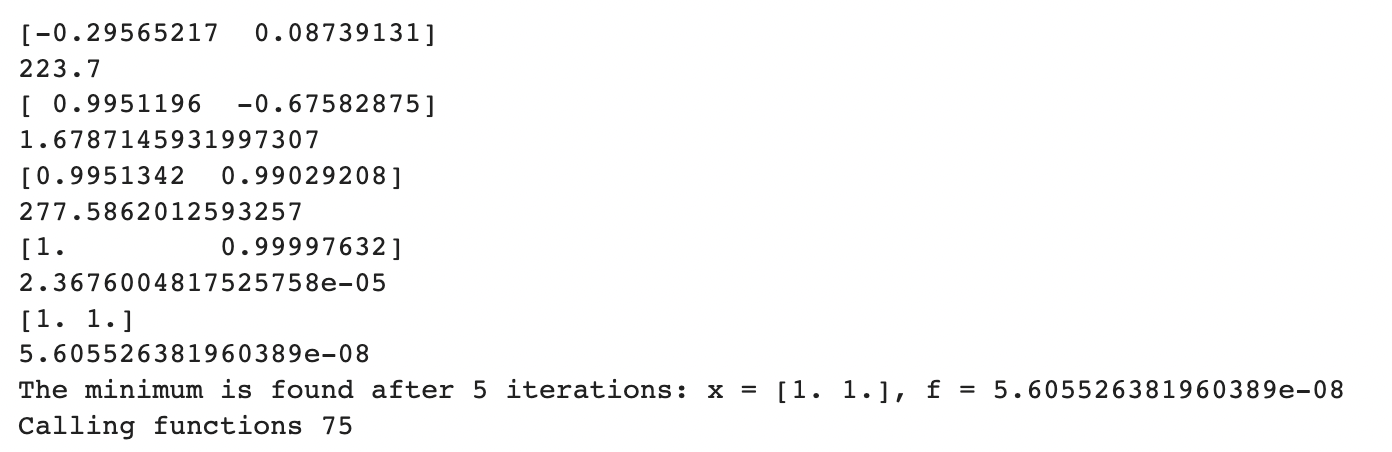 [-0.29565217  0.08739131]
223.7
[ 0.9951196  -0.67582875]
1.6787145931997307
[0.9951342  0.99029208]
277.5862012593257
[1.         0.99997632]
2.3676004817525758e-05
[1. 1.]
5.605526381960389e-08
The minimum is found after 5 iterations: x = [1. 1.], f = 5.605526381960389e-08
Calling functions 75